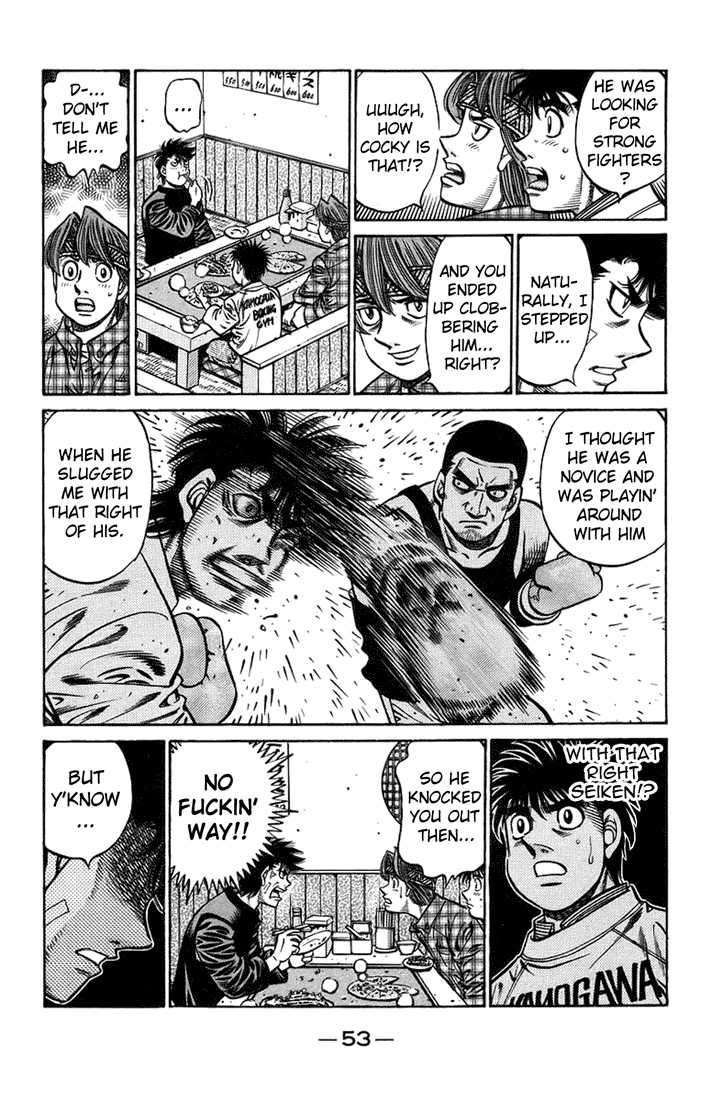 HE WAS
LOOKING
FOR
STRONG
FIGHTERS
?
UUUGH,
HOW
COCKY IS
THAT!?
...
D-...
DON'T
TELL ME
HE...
KAMOGAWA
BOXING
GYM
NATU-
RALLY, I
STEPPED
UP...
AND YOU
ENDED
UP CLOB-
BERING
HIM...
RIGHT?
I THOUGHT
HE WAS A
NOVICE AND
WAS PLAYIN'
AROUND
WITH HIM
WHEN HE
SLUGGED
ME WITH
THAT RIGHT
OF HIS.
WITH THAT
RIGHT
SEIKEN!?
KAMOGAWA
SO HE
KNOCKED
YOU OUT
THEN...
NO
FUCKIN'
WAY!!
BUT
Y'KNOW
...
—53—